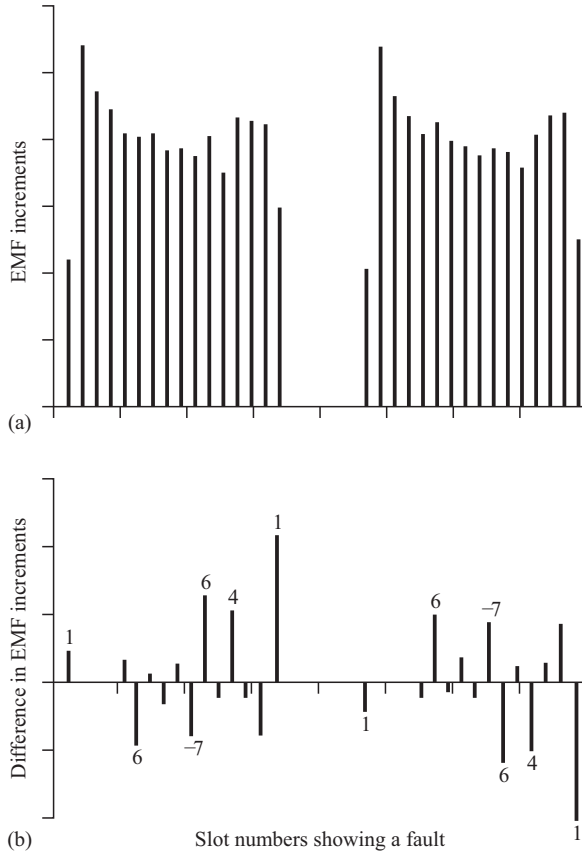 EMF increments
(a)
Difference in EMF increments
1
6
6
–7
6
4
1
1
6
–7
6
4
1
(b)
Slot numbers showing a fault